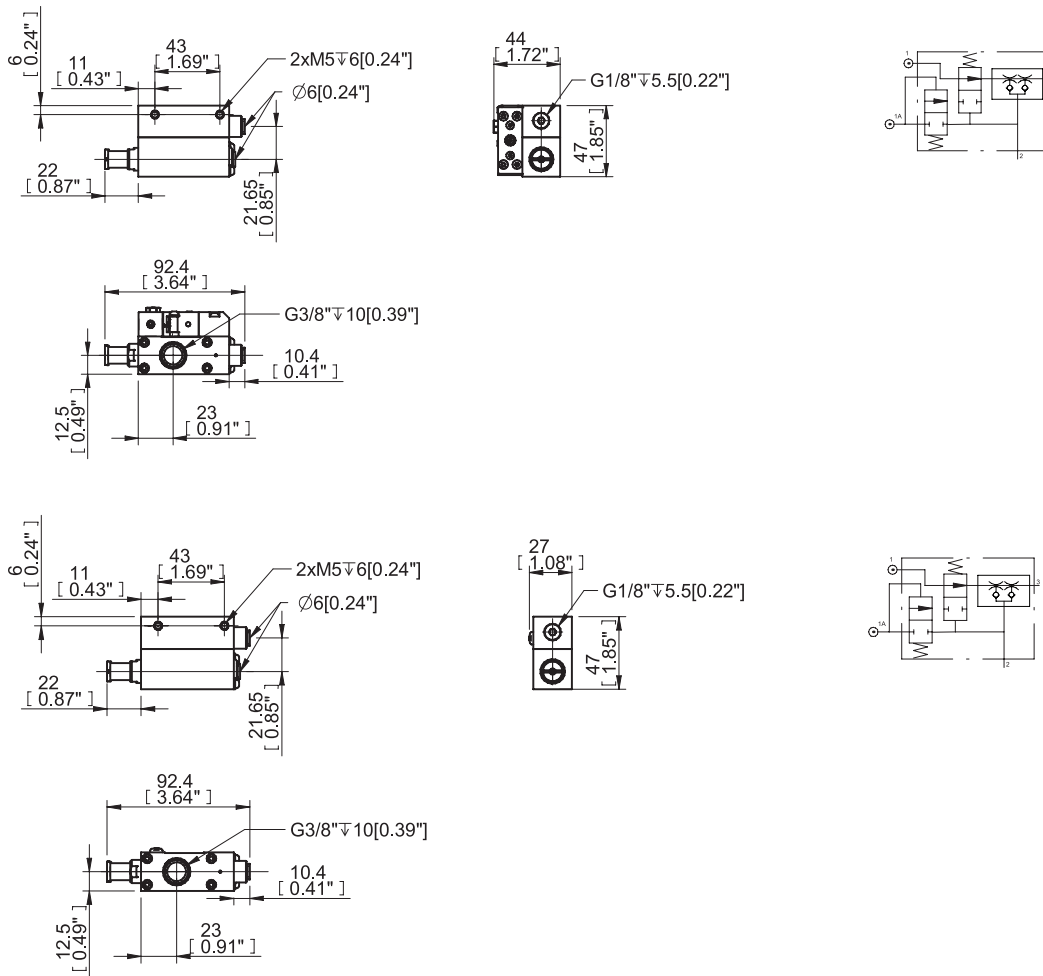 6
[ 0.24" ]
11
[ 0.43" ]
43
[ 1.69" ]
2xM5↧6[0.24"]
∅6[0.24"]
22
[ 0.87" ]
21.65
[ 0.85" ]
44
[ 1.72" ]
G1/8"↧5.5[0.22"]
47
[ 1.85" ]
1
1A
2
92.4
[ 3.64" ]
G3/8"↧10[0.39"]
10.4
[ 0.41" ]
12.5
[ 0.49" ]
23
[ 0.91" ]
6
[ 0.24" ]
11
[ 0.43" ]
43
[ 1.69" ]
2xM5↧6[0.24"]
∅6[0.24"]
22
[ 0.87" ]
21.65
[ 0.85" ]
27
[ 1.08" ]
G1/8"↧5.5[0.22"]
47
[ 1.85" ]
1
3
1A
2
92.4
[ 3.64" ]
G3/8"↧10[0.39"]
10.4
[ 0.41" ]
12.5
[ 0.49" ]
23
[ 0.91" ]